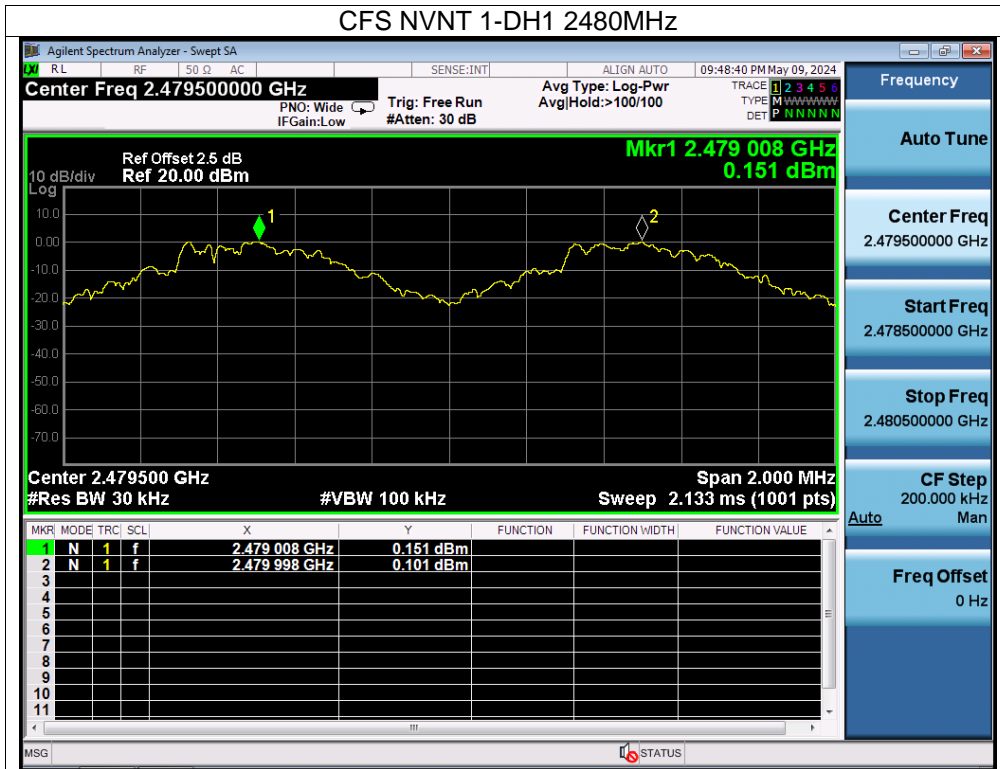 CFS NVNT 1-DH1 2480MHz
Agilent Spectrum Analyzer - Swept SA
LXI RL RF 50 Ω AC SENSE:INT ALIGN AUTO 09:48:40 PM May 09, 2024
Center Freq 2.479500000 GHz
PNO: Wide
IFGain:Low
Trig: Free Run
#Atten: 30 dB
Avg Type: Log-Pwr
Avg|Hold:>100/100
TRACE 1 2 3 4 5 6
TYPE M WWWWW
DET P N N N N N
Frequency
Mkr1 2.479 008 GHz
0.151 dBm
Ref Offset 2.5 dB
10 dB/div Ref 20.00 dBm
Log
10.0
0.00
-10.0
-20.0
-30.0
-40.0
-50.0
-60.0
-70.0
1
2
Center 2.479500 GHz Span 2.000 MHz
#Res BW 30 kHz #VBW 100 kHz Sweep 2.133 ms (1001 pts)
MKR MODE TRC SCL X Y FUNCTION FUNCTION WIDTH FUNCTION VALUE
1 N 1 f 2.479 008 GHz 0.151 dBm
2 N 1 f 2.479 998 GHz 0.101 dBm
3
4
5
6
7
8
9
10
11
MSG STATUS
Auto Tune
Center Freq
2.479500000 GHz
Start Freq
2.478500000 GHz
Stop Freq
2.480500000 GHz
CF Step
200.000 kHz
Auto Man
Freq Offset
0 Hz